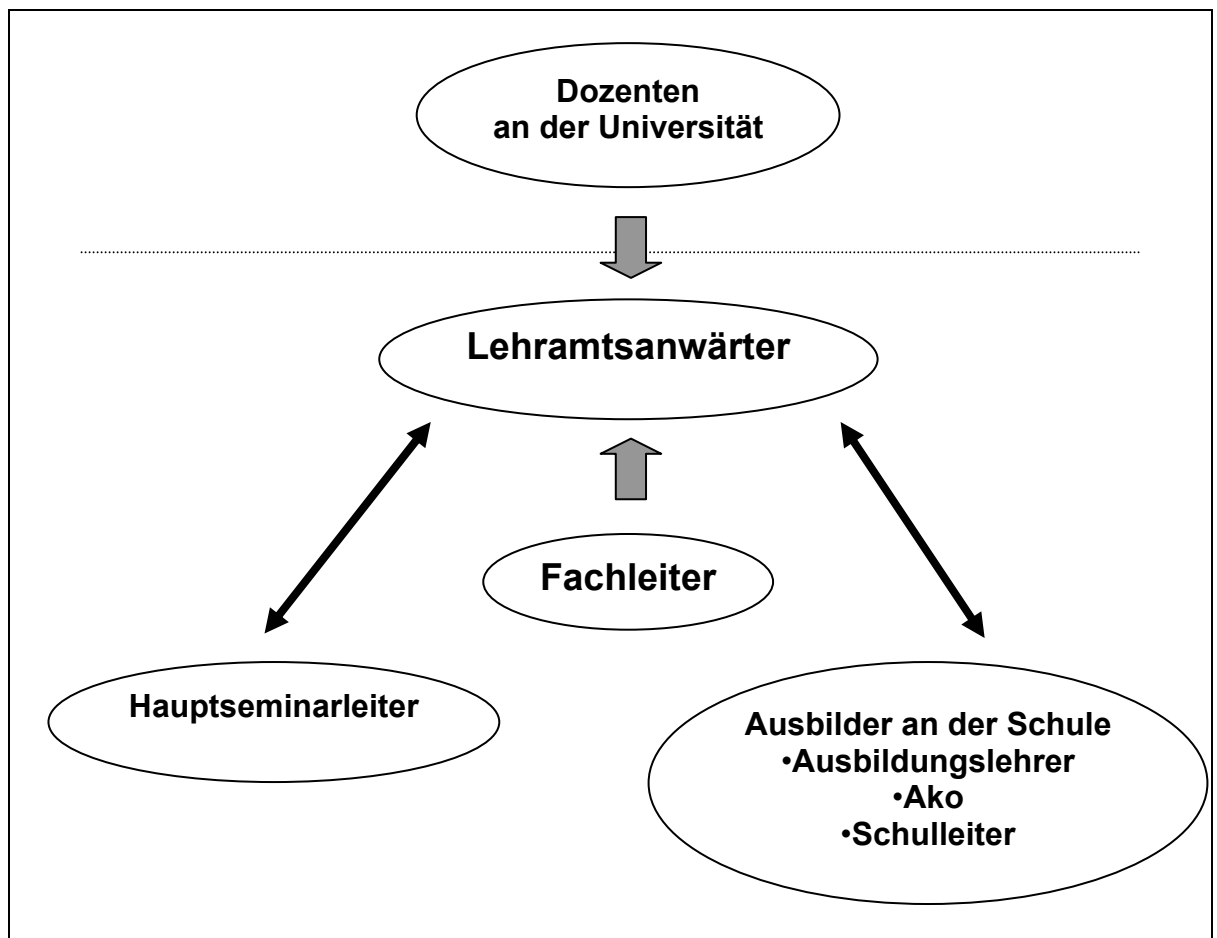 Dozenten
an der Universität
Lehramtsanwärter
Fachleiter
Hauptseminarleiter
Ausbilder an der Schule
•Ausbildungslehrer
•Ako
•Schulleiter